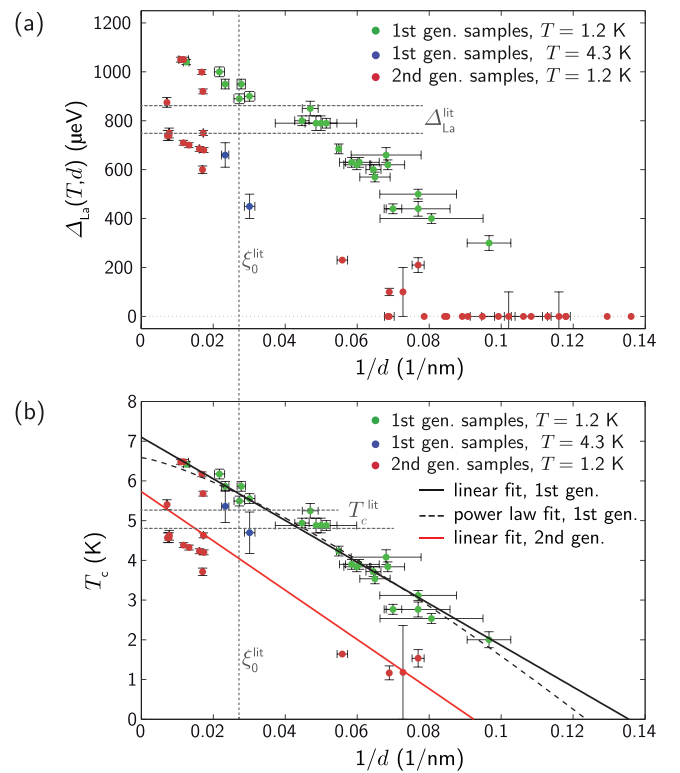 (a)
1st gen. samples, T = 1.2 K
1st gen. samples, T = 4.3 K
2nd gen. samples, T = 1.2 K
1200
1000
800
600
400
200
0
Δ_La(T,d) (µeV)
Δ_La^lit
ξ_0^lit
0 0.02 0.04 0.06 0.08 0.1 0.12 0.14
1/d (1/nm)
(b)
1st gen. samples, T = 1.2 K
1st gen. samples, T = 4.3 K
2nd gen. samples, T = 1.2 K
linear fit, 1st gen.
power law fit, 1st gen.
linear fit, 2nd gen.
8
7
6
5
4
3
2
1
0
T_c (K)
T_c^lit
ξ_0^lit
0 0.02 0.04 0.06 0.08 0.1 0.12 0.14
1/d (1/nm)